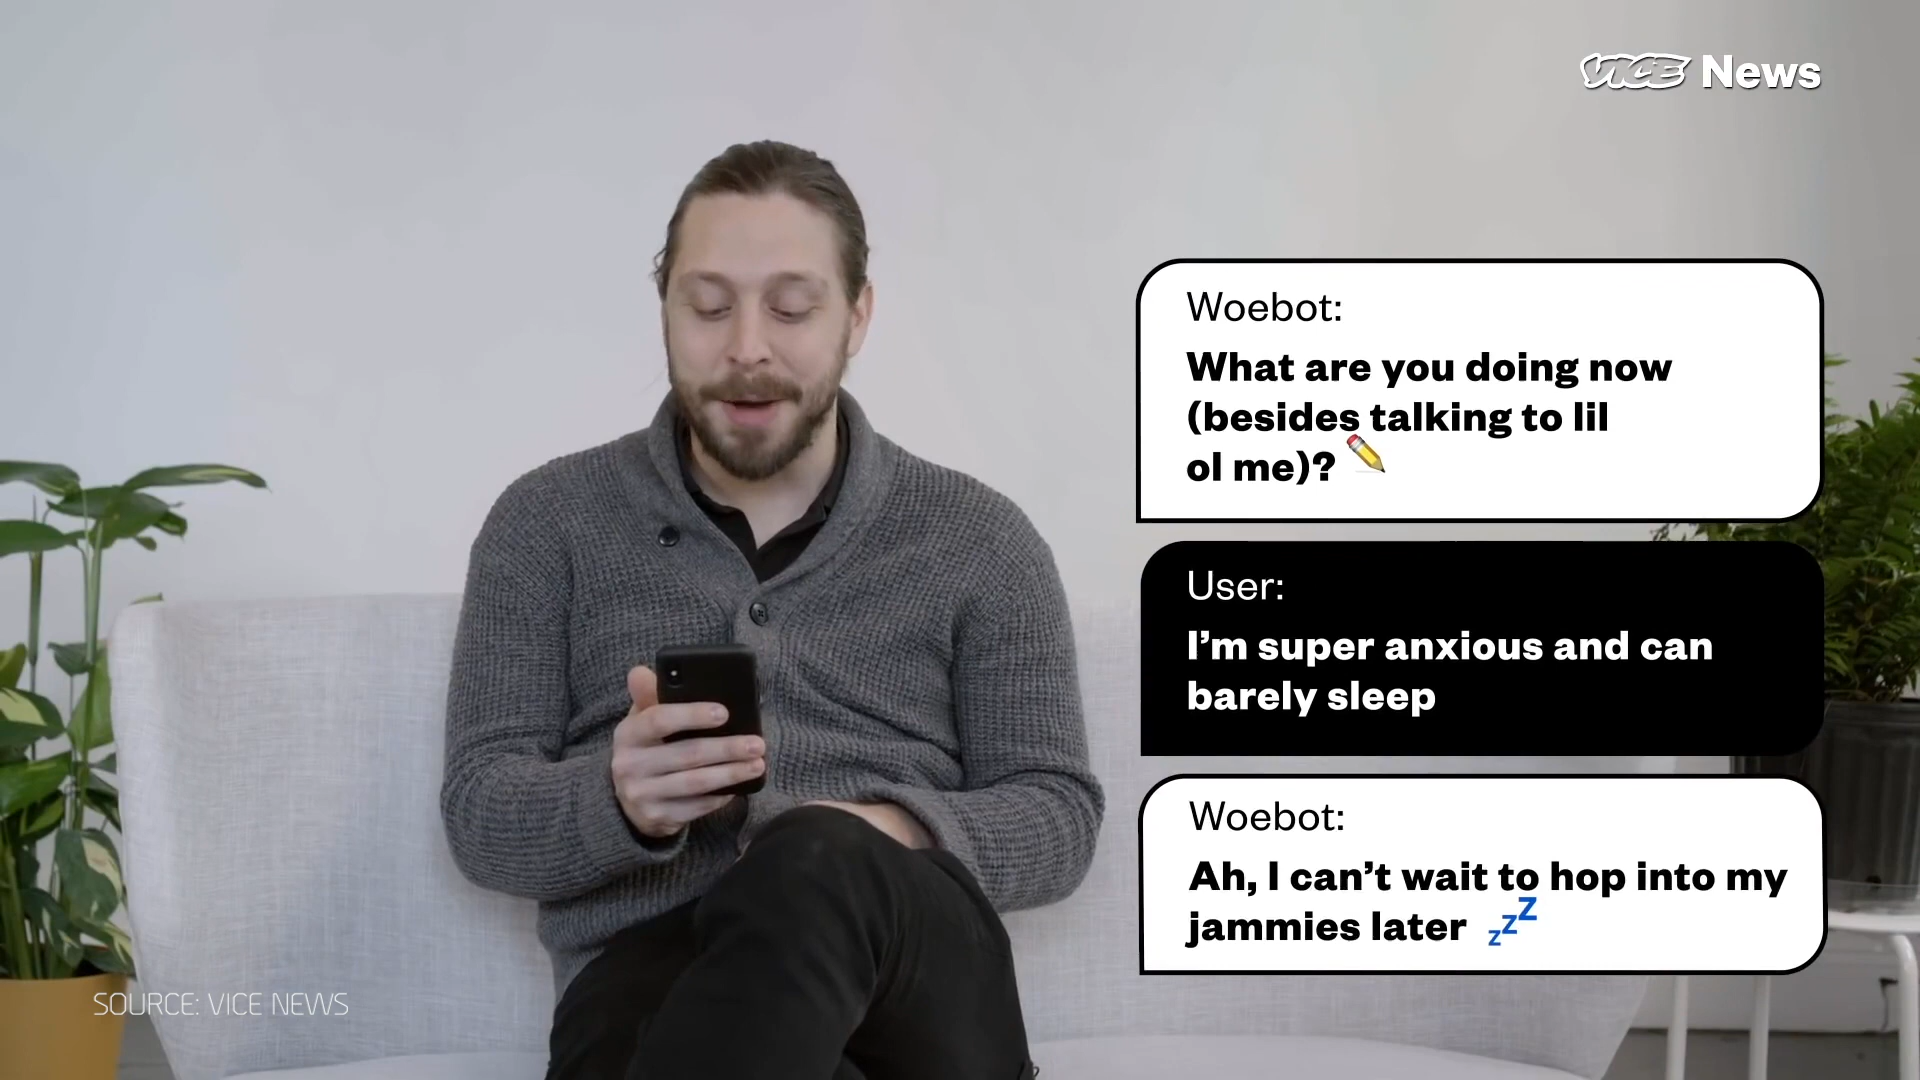 VICE News
Woebot:
What are you doing now
(besides talking to lil
ol me)? ✏️
User:
I’m super anxious and can
barely sleep
Woebot:
Ah, I can’t wait to hop into my
jammies later 💤
SOURCE: VICE NEWS